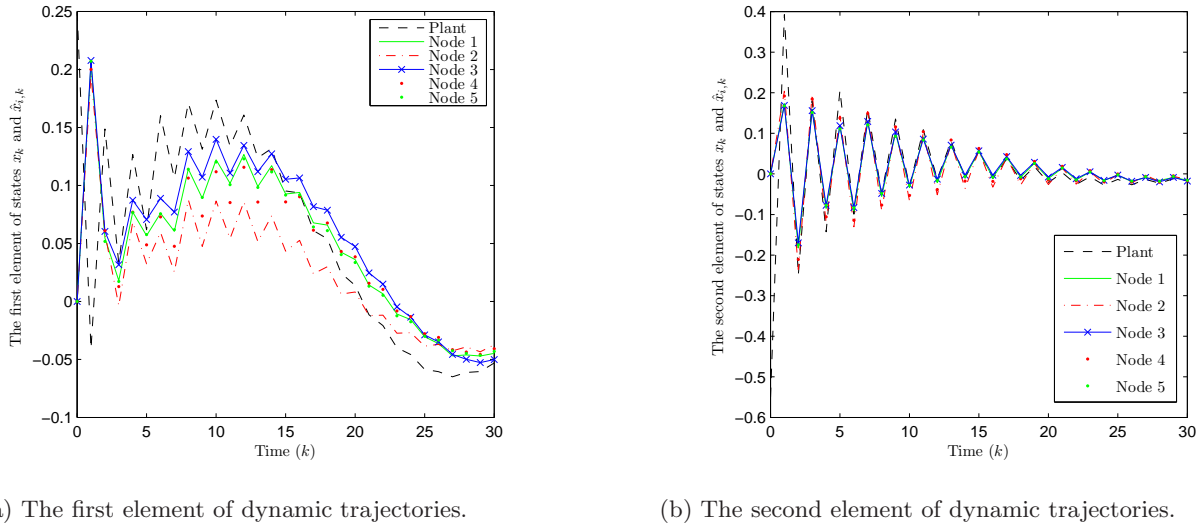 0.25
0.2
0.15
0.1
0.05
0
−0.05
−0.1
The first element of states x_k and x̂_{i,k}
Plant
Node 1
Node 2
Node 3
Node 4
Node 5
0 5 10 15 20 25 30
Time (k)
0.4
0.3
0.2
0.1
0
−0.1
−0.2
−0.3
−0.4
−0.5
−0.6
The second element of states x_k and x̂_{i,k}
Plant
Node 1
Node 2
Node 3
Node 4
Node 5
0 5 10 15 20 25 30
Time (k)
) The first element of dynamic trajectories.
(b) The second element of dynamic trajectories.